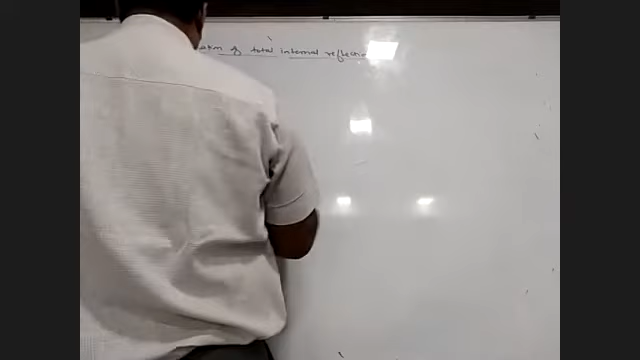 of total internal reflection